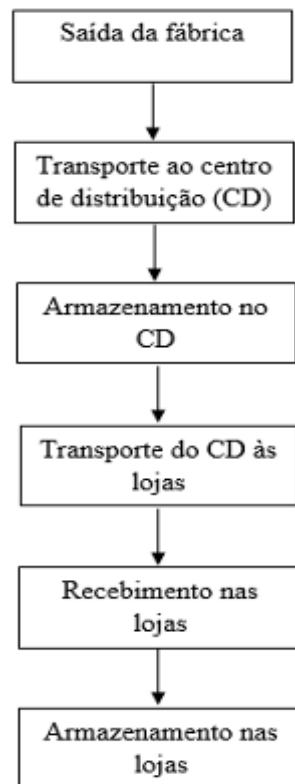 Saída da fábrica
Transporte ao centro
de distribuição (CD)
Armazenamento no
CD
Transporte do CD às
lojas
Recebimento nas
lojas
Armazenamento nas
lojas